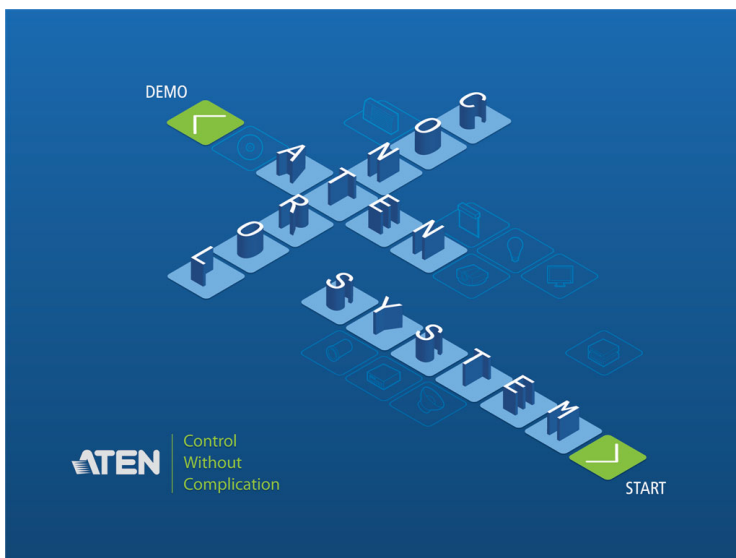 DEMO
CONTROL
ATEN
SYSTEM
START
ATEN
Control
Without
Complication